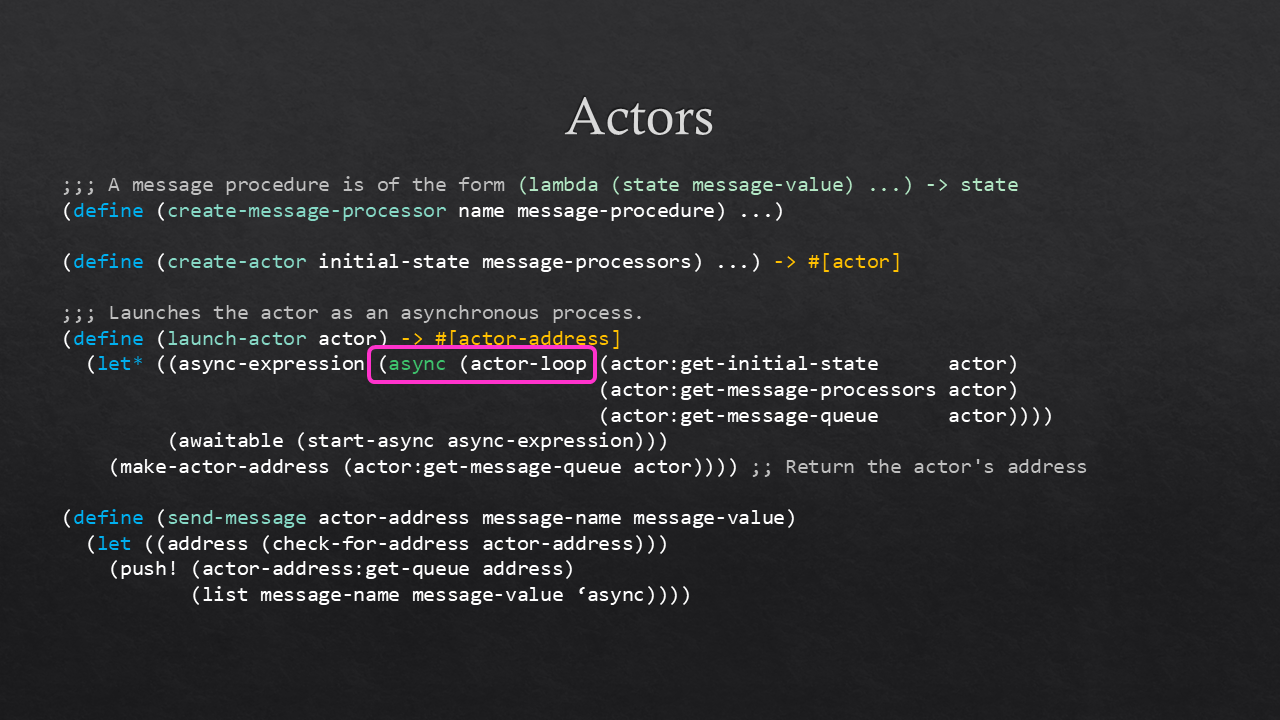 Actors
;;; A message procedure is of the form (lambda (state message-value) ...) -> state
(define (create-message-processor name message-procedure) ...)
(define (create-actor initial-state message-processors) ...) -> #[actor]
;;; Launches the actor as an asynchronous process.
(define (launch-actor actor) -> #[actor-address]
(let* ((async-expression (async (actor-loop (actor:get-initial-state actor)
(actor:get-message-processors actor)
(actor:get-message-queue actor))))
(awaitable (start-async async-expression)))
(make-actor-address (actor:get-message-queue actor)))) ;; Return the actor's address
(define (send-message actor-address message-name message-value)
(let ((address (check-for-address actor-address)))
(push! (actor-address:get-queue address)
(list message-name message-value ‘async))))